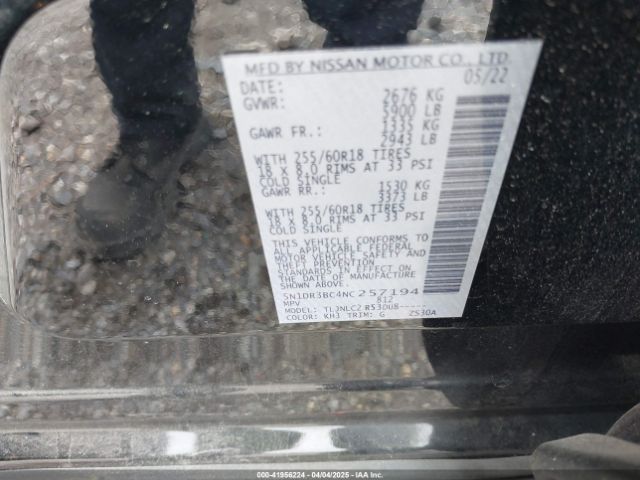 MFD BY NISSAN MOTOR CO., LTD
DATE: 05/22
GVWR: 2676 KG
5900 LB
GAWR FR.: 1335 KG
2943 LB
WITH 255/60R18 TIRES
18 X 8.0 RIMS AT 33 PSI
COLD SINGLE
GAWR RR.: 1530 KG
3373 LB
WITH 255/60R18 TIRES
18 X 8.0 RIMS AT 33 PSI
COLD SINGLE
THIS VEHICLE CONFORMS TO
ALL APPLICABLE FEDERAL
MOTOR VEHICLE SAFETY AND
THEFT PREVENTION
STANDARDS IN EFFECT ON
THE DATE OF MANUFACTURE
5N1DR3BC4NC257194
MPV 812
MODEL: TLJNLC2 R53DUB-----
COLOR: KH3 TRIM: G ZS30A
000-41956224 - 04/04/2025 - IAA Inc.